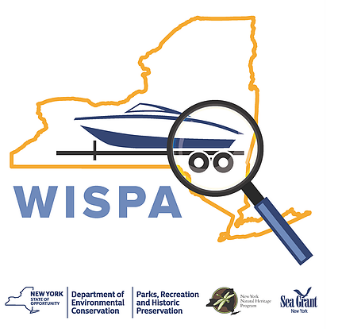 WISPA
NEW YORK
STATE OF
OPPORTUNITY
Department of
Environmental
Conservation
Parks, Recreation
and Historic
Preservation
New York
Natural Heritage
Program
Sea Grant
New York